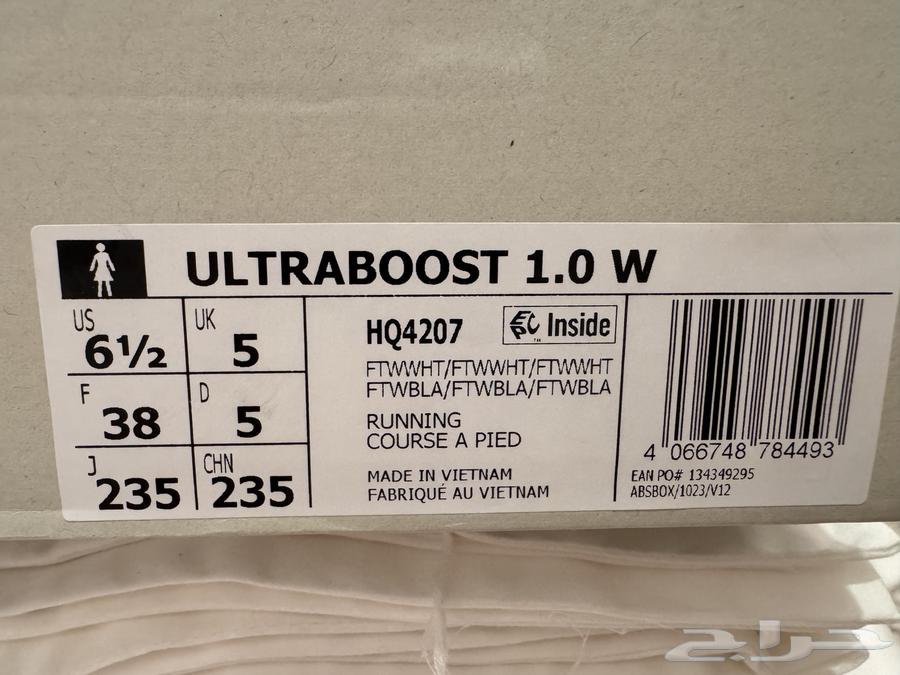 ULTRABOOST 1.0 W
US 6½
UK 5
F 38
D 5
J 235
CHN 235
HQ4207
EPC Inside
™
FTWWHT/FTWWHT/FTWWHT
FTWBLA/FTWBLA/FTWBLA
RUNNING
COURSE A PIED
MADE IN VIETNAM
FABRIQUÉ AU VIETNAM
4 066748 784493
EAN PO# 134349295
ABSBOX/1023/V12
حراج